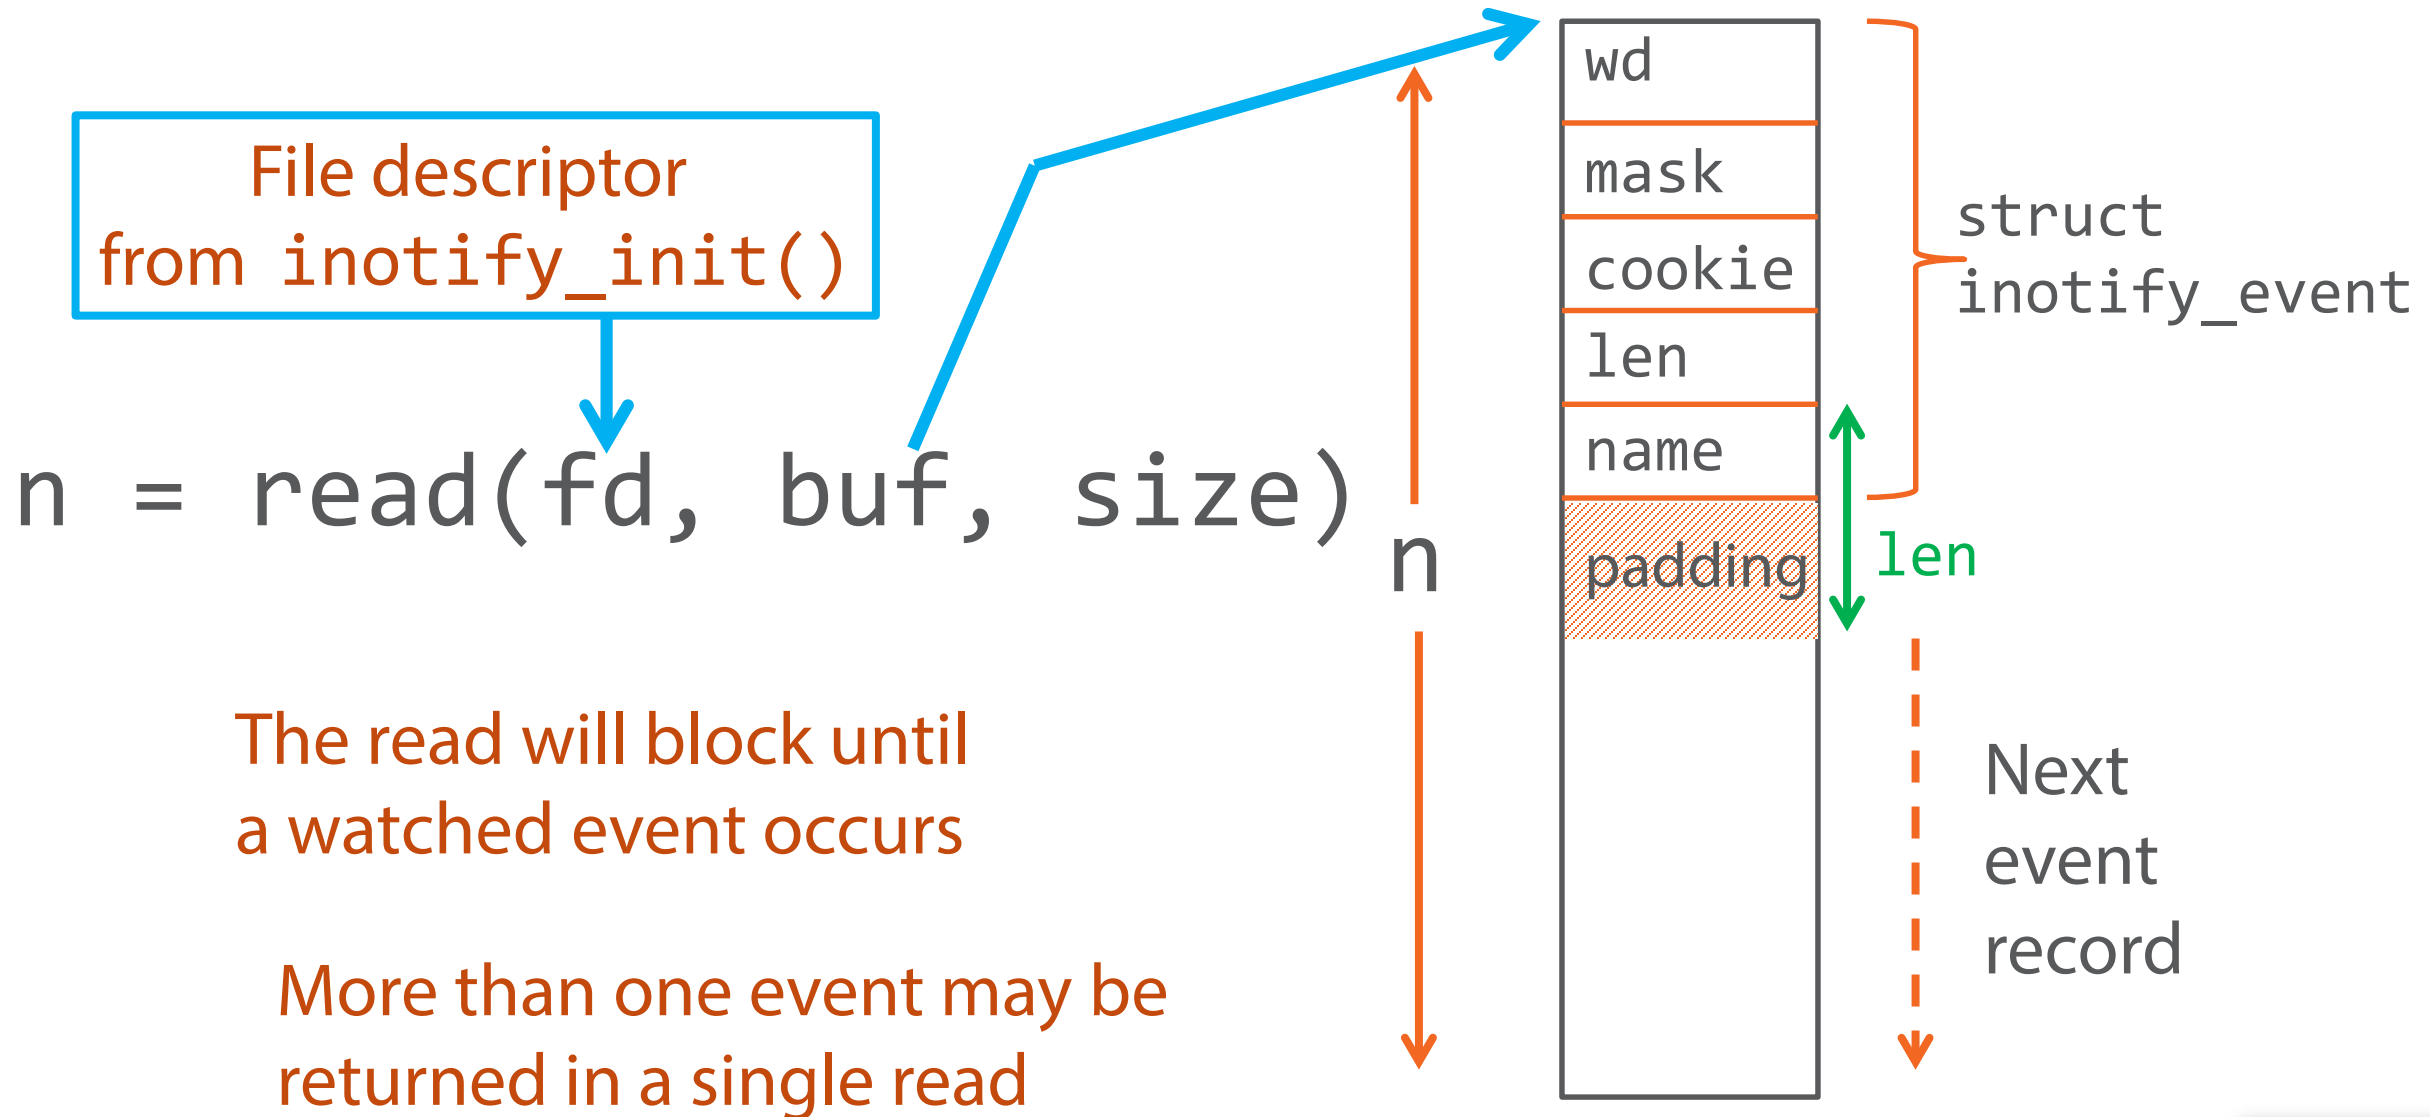 File descriptor
from inotify_init()
n = read(fd, buf, size)
The read will block until
a watched event occurs
More than one event may be
returned in a single read
n
wd
mask
cookie
len
name
padding
struct
inotify_event
len
Next
event
record